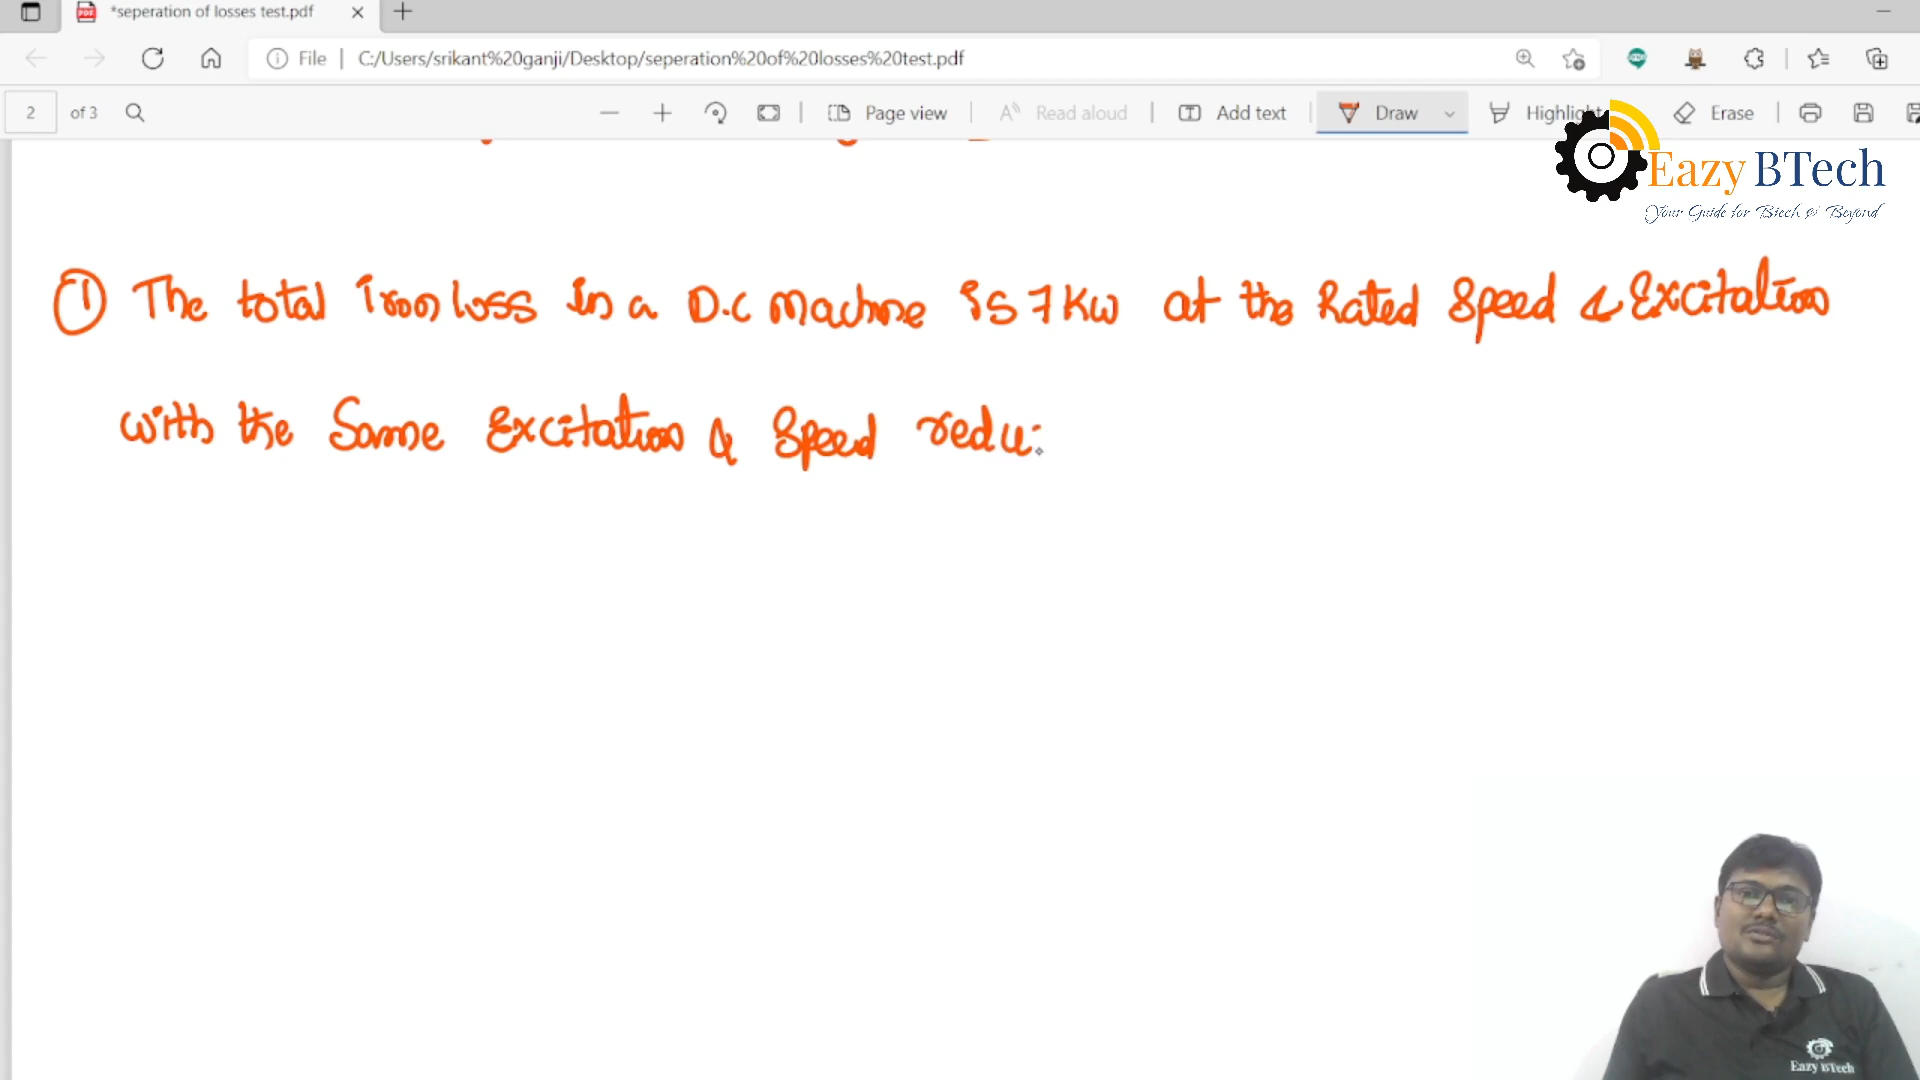 *seperation of losses test.pdf
File | C:/Users/srikant%20ganji/Desktop/seperation%20of%20losses%20test.pdf
2 of 3 Page view Read aloud Add text Draw Highlight Erase
Eazy BTech
Your Guide for Btech & Beyond
① The total Iron loss in a D.C Machine is 7 KW at the Rated Speed & Excitation
with the Same Excitation & Speed redu
Eazy BTech